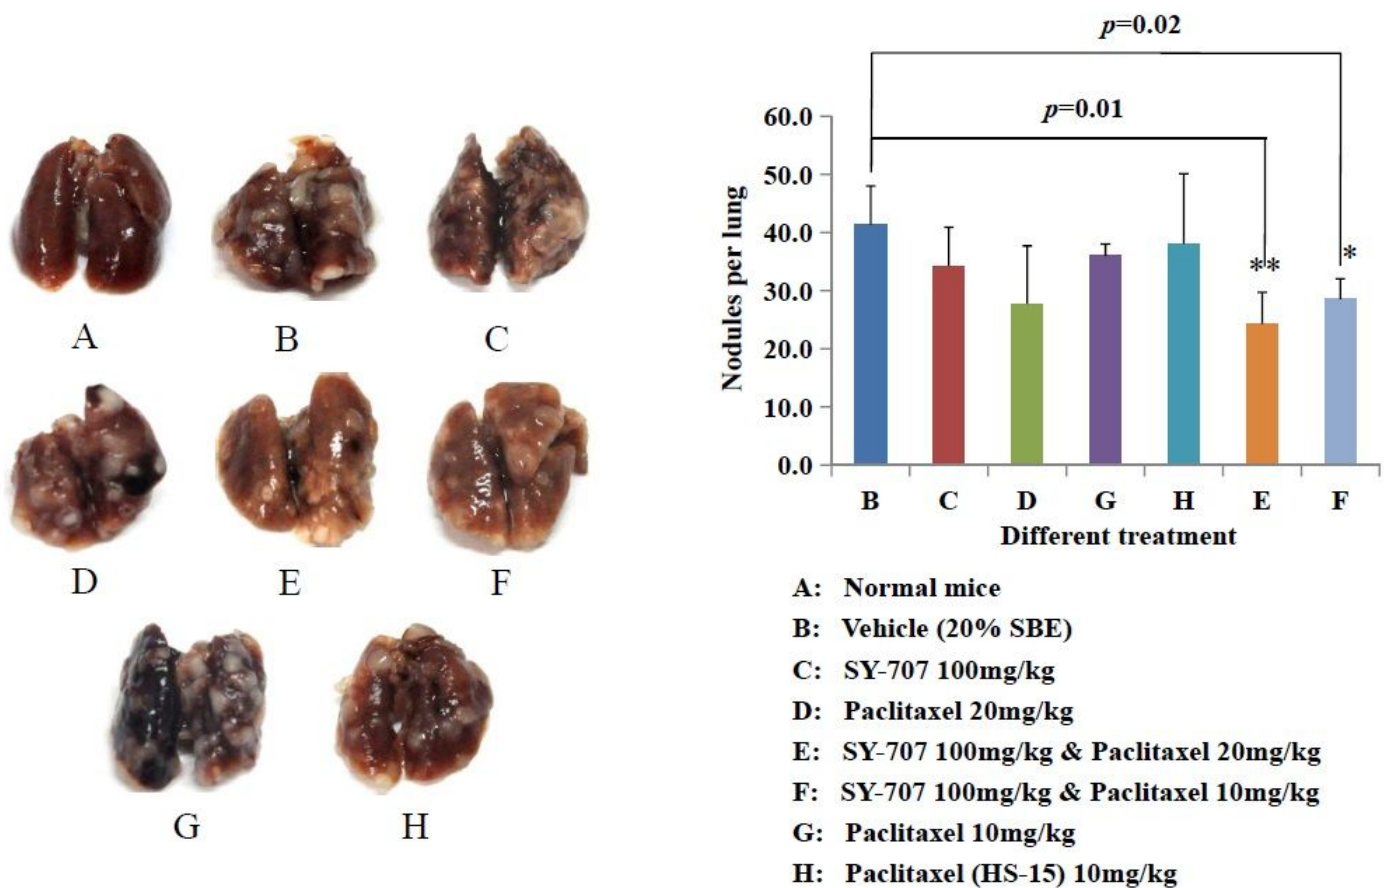 A
B
C
D
E
F
G
H
p=0.02
p=0.01
60.0
50.0
40.0
30.0
20.0
10.0
0.0
Nodules per lung
**
*
B C D G H E F
Different treatment
A: Normal mice
B: Vehicle (20% SBE)
C: SY-707 100mg/kg
D: Paclitaxel 20mg/kg
E: SY-707 100mg/kg & Paclitaxel 20mg/kg
F: SY-707 100mg/kg & Paclitaxel 10mg/kg
G: Paclitaxel 10mg/kg
H: Paclitaxel (HS-15) 10mg/kg